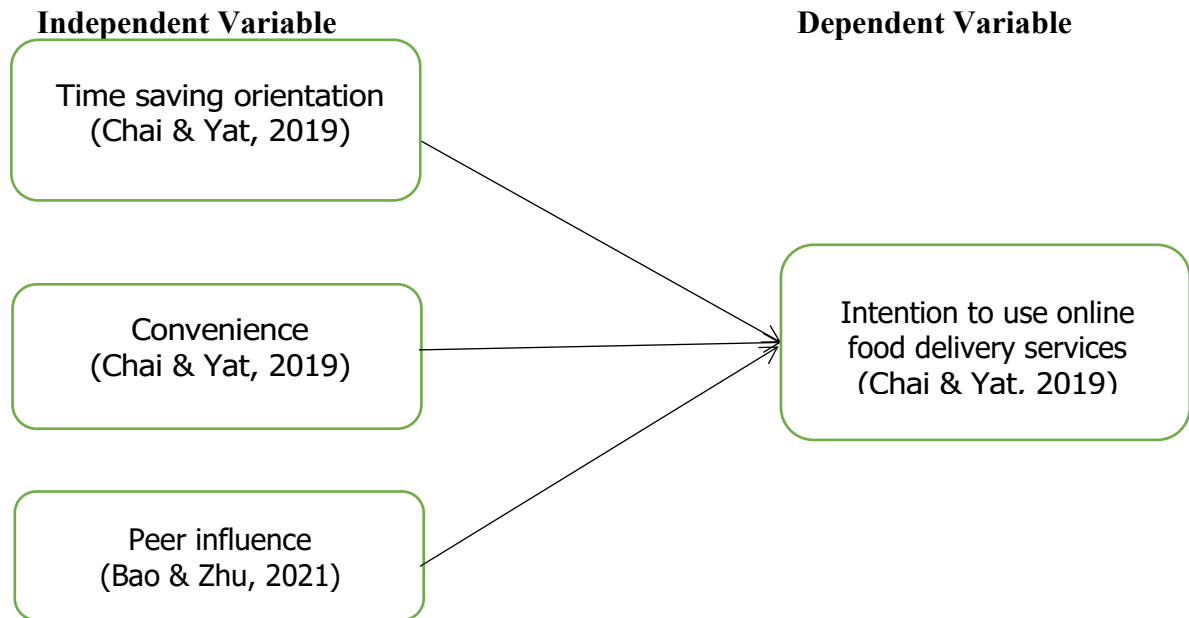 Independent Variable
Dependent Variable
Time saving orientation
(Chai & Yat, 2019)
Convenience
(Chai & Yat, 2019)
Peer influence
(Bao & Zhu, 2021)
Intention to use online
food delivery services
(Chai & Yat, 2019)